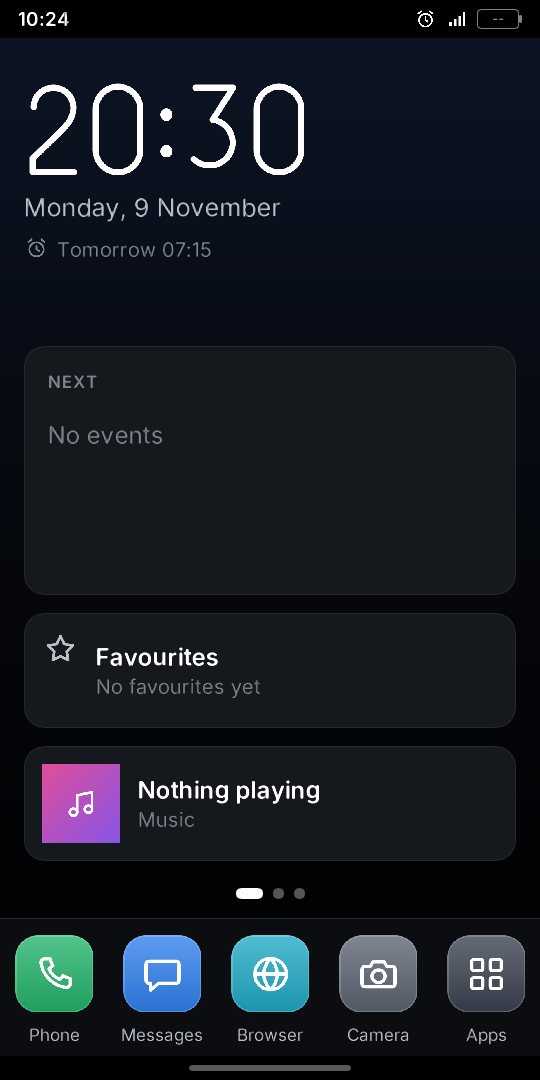 10:24
--
20:30
Monday, 9 November
Tomorrow 07:15
NEXT
No events
Favourites
No favourites yet
Nothing playing
Music
Phone
Messages
Browser
Camera
Apps